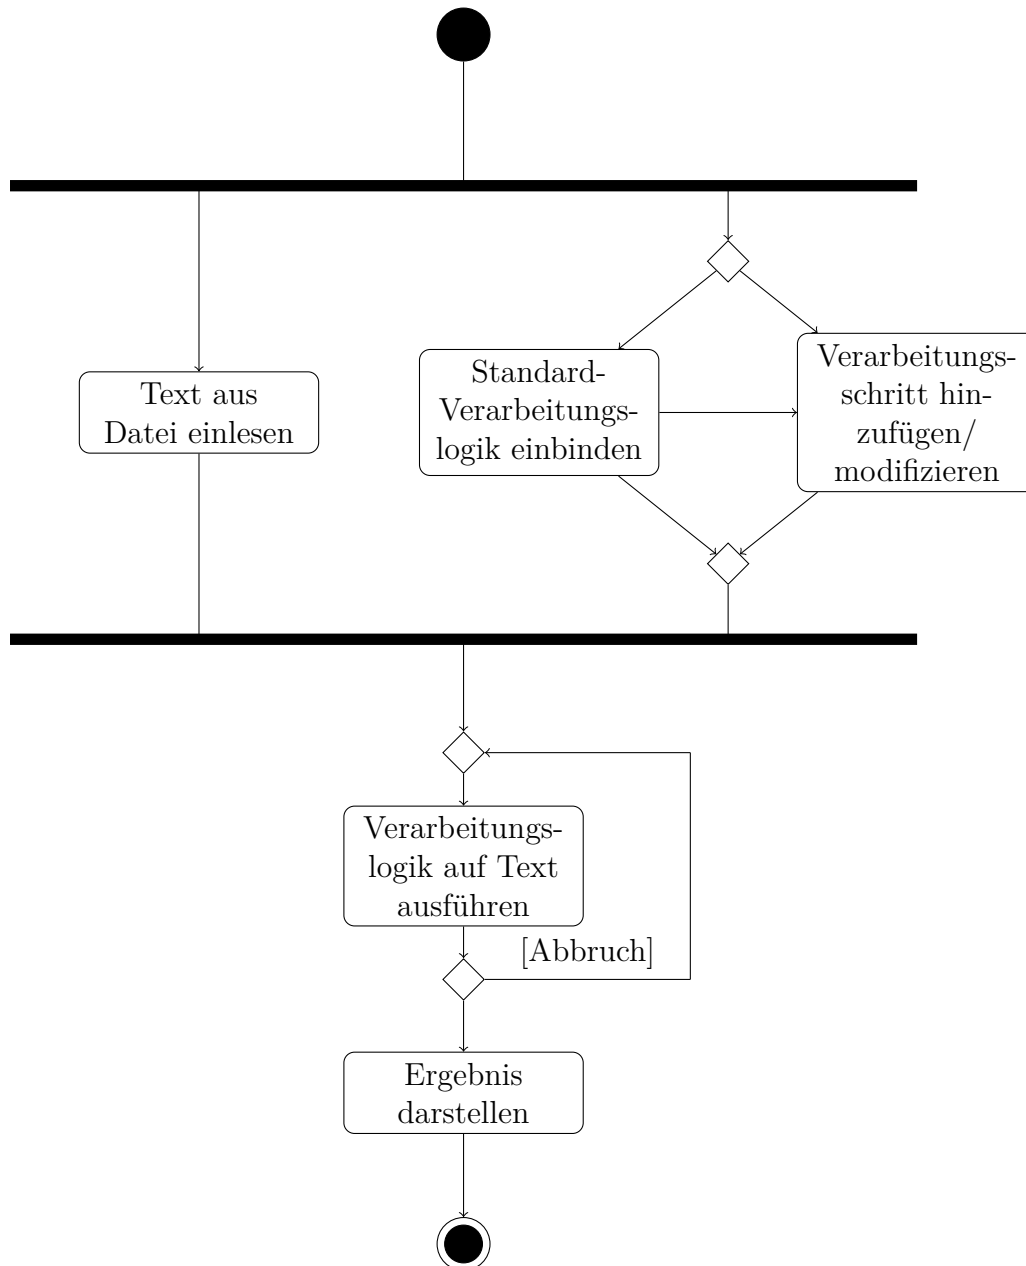 Text aus
Datei einlesen
Standard-
Verarbeitungs-
logik einbinden
Verarbeitungs-
schritt hin-
zufügen/
modifizieren
Verarbeitungs-
logik auf Text
ausführen
[Abbruch]
Ergebnis
darstellen